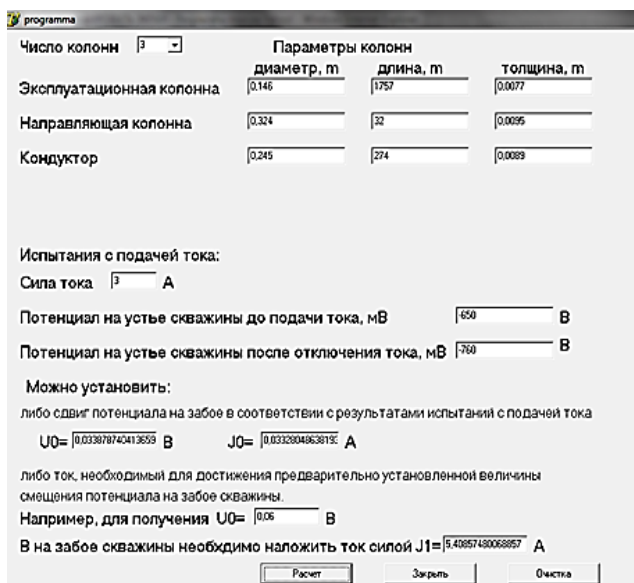 programma
Число колонн 3 Параметры колонн
диаметр, m длина, m толщина, m
Эксплуатационная колонна 0,146 1757 0,0077
Направляющая колонна 0,324 32 0,0095
Кондуктор 0,245 274 0,0089
Испытания с подачей тока:
Сила тока 3 А
Потенциал на устье скважины до подачи тока, мВ -650 В
Потенциал на устье скважины после отключения тока, мВ -760 В
Можно установить:
либо сдвиг потенциала на забое в соответствии с результатами испытаний с подачей тока
U0= 0,033878740413659 В J0= 0,0332804863819 А
либо ток, необходимый для достижения предварительно установленной величины
смещения потенциала на забое скважины.
Например, для получения U0= 0,06 В
В на забое скважины необхдимо наложить ток силой J1= 5,40857480068857 А
Расчет Закрыть Очистка